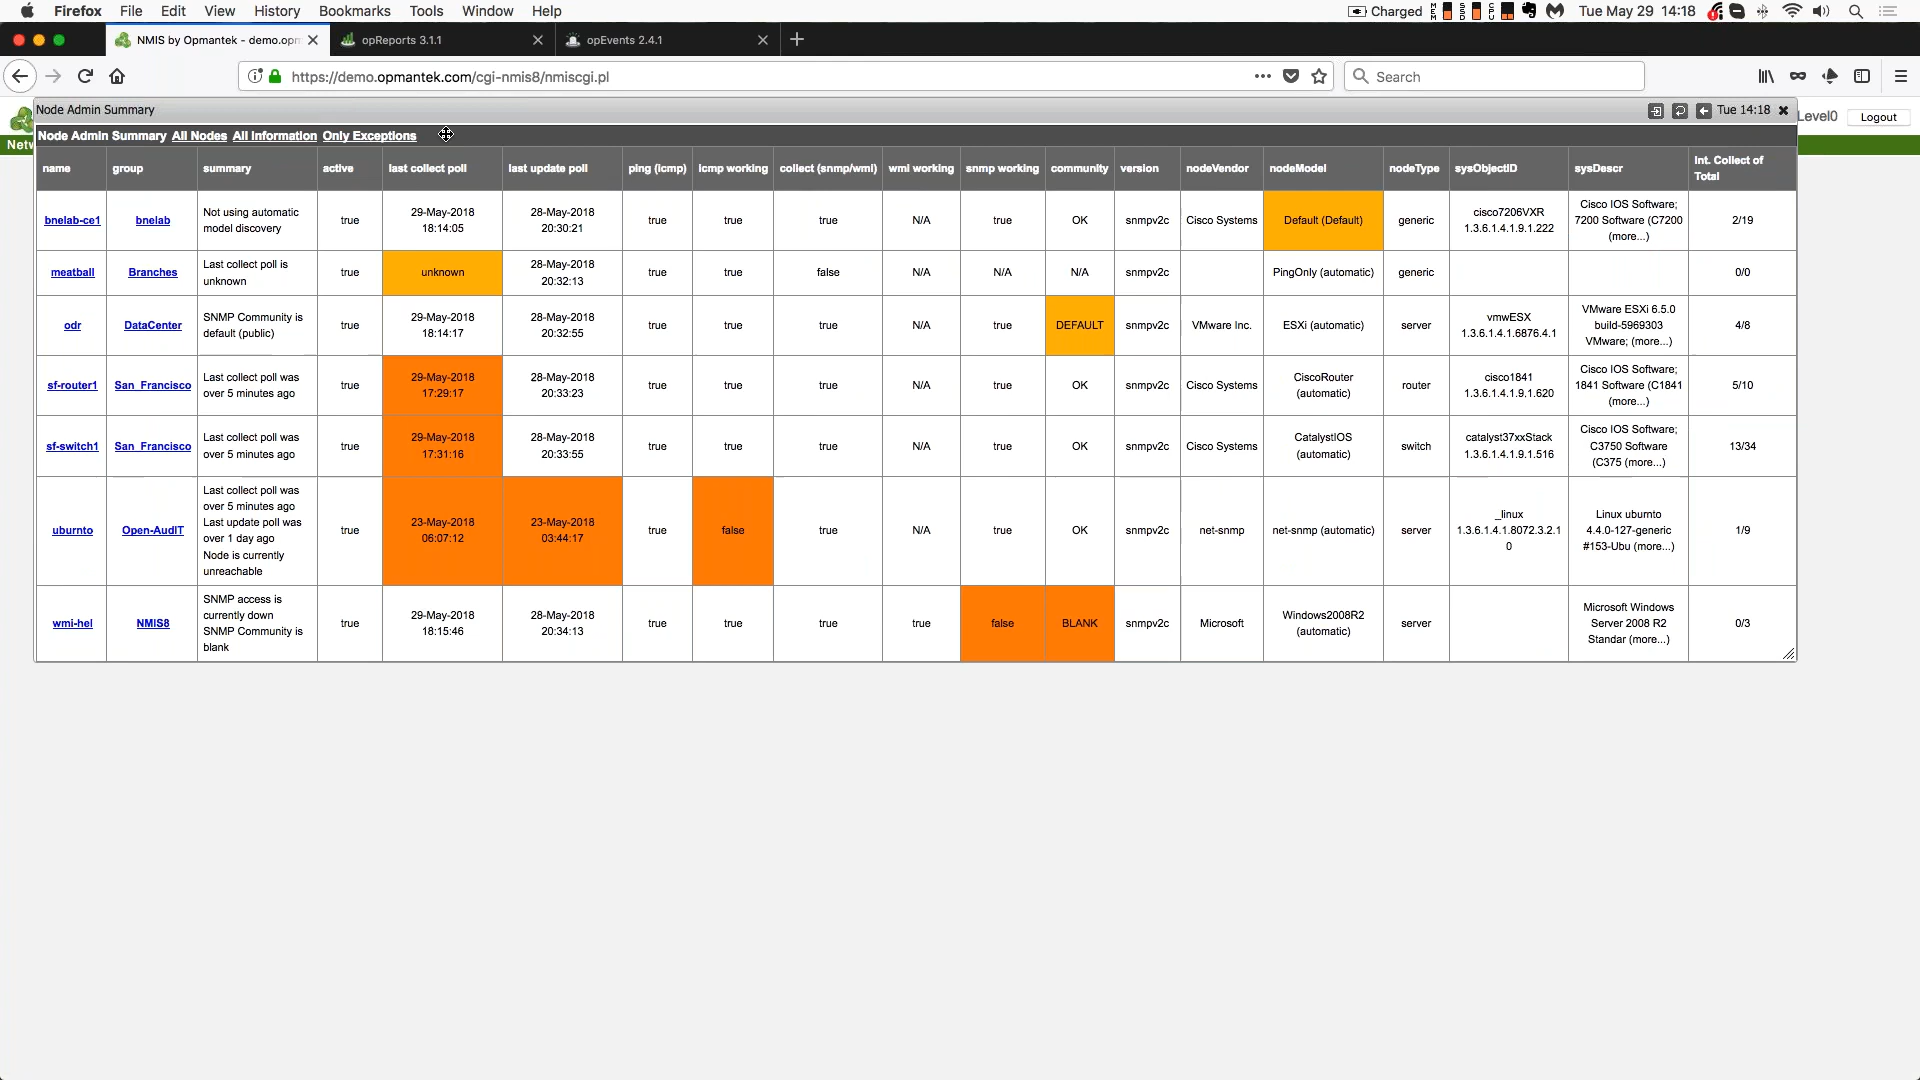 Firefox File Edit View History Bookmarks Tools Window Help Charged MEM SSD CPU Tue May 29 14:18
NMIS by Opmantek - demo.opm opReports 3.1.1 opEvents 2.4.1
https://demo.opmantek.com/cgi-nmis8/nmiscgi.pl Search
Node Admin Summary Tue 14:18 Level0 Logout
Netw Node Admin Summary All Nodes All Information Only Exceptions
name group summary active last collect poll last update poll ping (icmp) icmp working collect (snmp/wmi) wmi working snmp working community version nodeVendor nodeModel nodeType sysObjectID sysDescr Int. Collect of
Total
bnelab-ce1 bnelab Not using automatic
model discovery true 29-May-2018
18:14:05 28-May-2018
20:30:21 true true true N/A true OK snmpv2c Cisco Systems Default (Default) generic cisco7206VXR
1.3.6.1.4.1.9.1.222 Cisco IOS Software;
7200 Software (C7200
(more...) 2/19
meatball Branches Last collect poll is
unknown true unknown 28-May-2018
20:32:13 true true false N/A N/A N/A snmpv2c PingOnly (automatic) generic 0/0
odr DataCenter SNMP Community is
default (public) true 29-May-2018
18:14:17 28-May-2018
20:32:55 true true true N/A true DEFAULT snmpv2c VMware Inc. ESXi (automatic) server vmwESX
1.3.6.1.4.1.6876.4.1 VMware ESXi 6.5.0
build-5969303
VMware; (more...) 4/8
sf-router1 San_Francisco Last collect poll was
over 5 minutes ago true 29-May-2018
17:29:17 28-May-2018
20:33:23 true true true N/A true OK snmpv2c Cisco Systems CiscoRouter
(automatic) router cisco1841
1.3.6.1.4.1.9.1.620 Cisco IOS Software;
1841 Software (C1841
(more...) 5/10
sf-switch1 San_Francisco Last collect poll was
over 5 minutes ago true 29-May-2018
17:31:16 28-May-2018
20:33:55 true true true N/A true OK snmpv2c Cisco Systems CatalystIOS
(automatic) switch catalyst37xxStack
1.3.6.1.4.1.9.1.516 Cisco IOS Software;
C3750 Software
(C375 (more...) 13/34
uburnto Open-AudIT Last collect poll was
over 5 minutes ago
Last update poll was
over 1 day ago
Node is currently
unreachable true 23-May-2018
06:07:12 23-May-2018
03:44:17 true false true N/A true OK snmpv2c net-snmp net-snmp (automatic) server _linux
1.3.6.1.4.1.8072.3.2.1
0 Linux uburnto
4.4.0-127-generic
#153-Ubu (more...) 1/9
wmi-hel NMIS8 SNMP access is
currently down
SNMP Community is
blank true 29-May-2018
18:15:46 28-May-2018
20:34:13 true true true true false BLANK snmpv2c Microsoft Windows2008R2
(automatic) server Microsoft Windows
Server 2008 R2
Standar (more...) 0/3